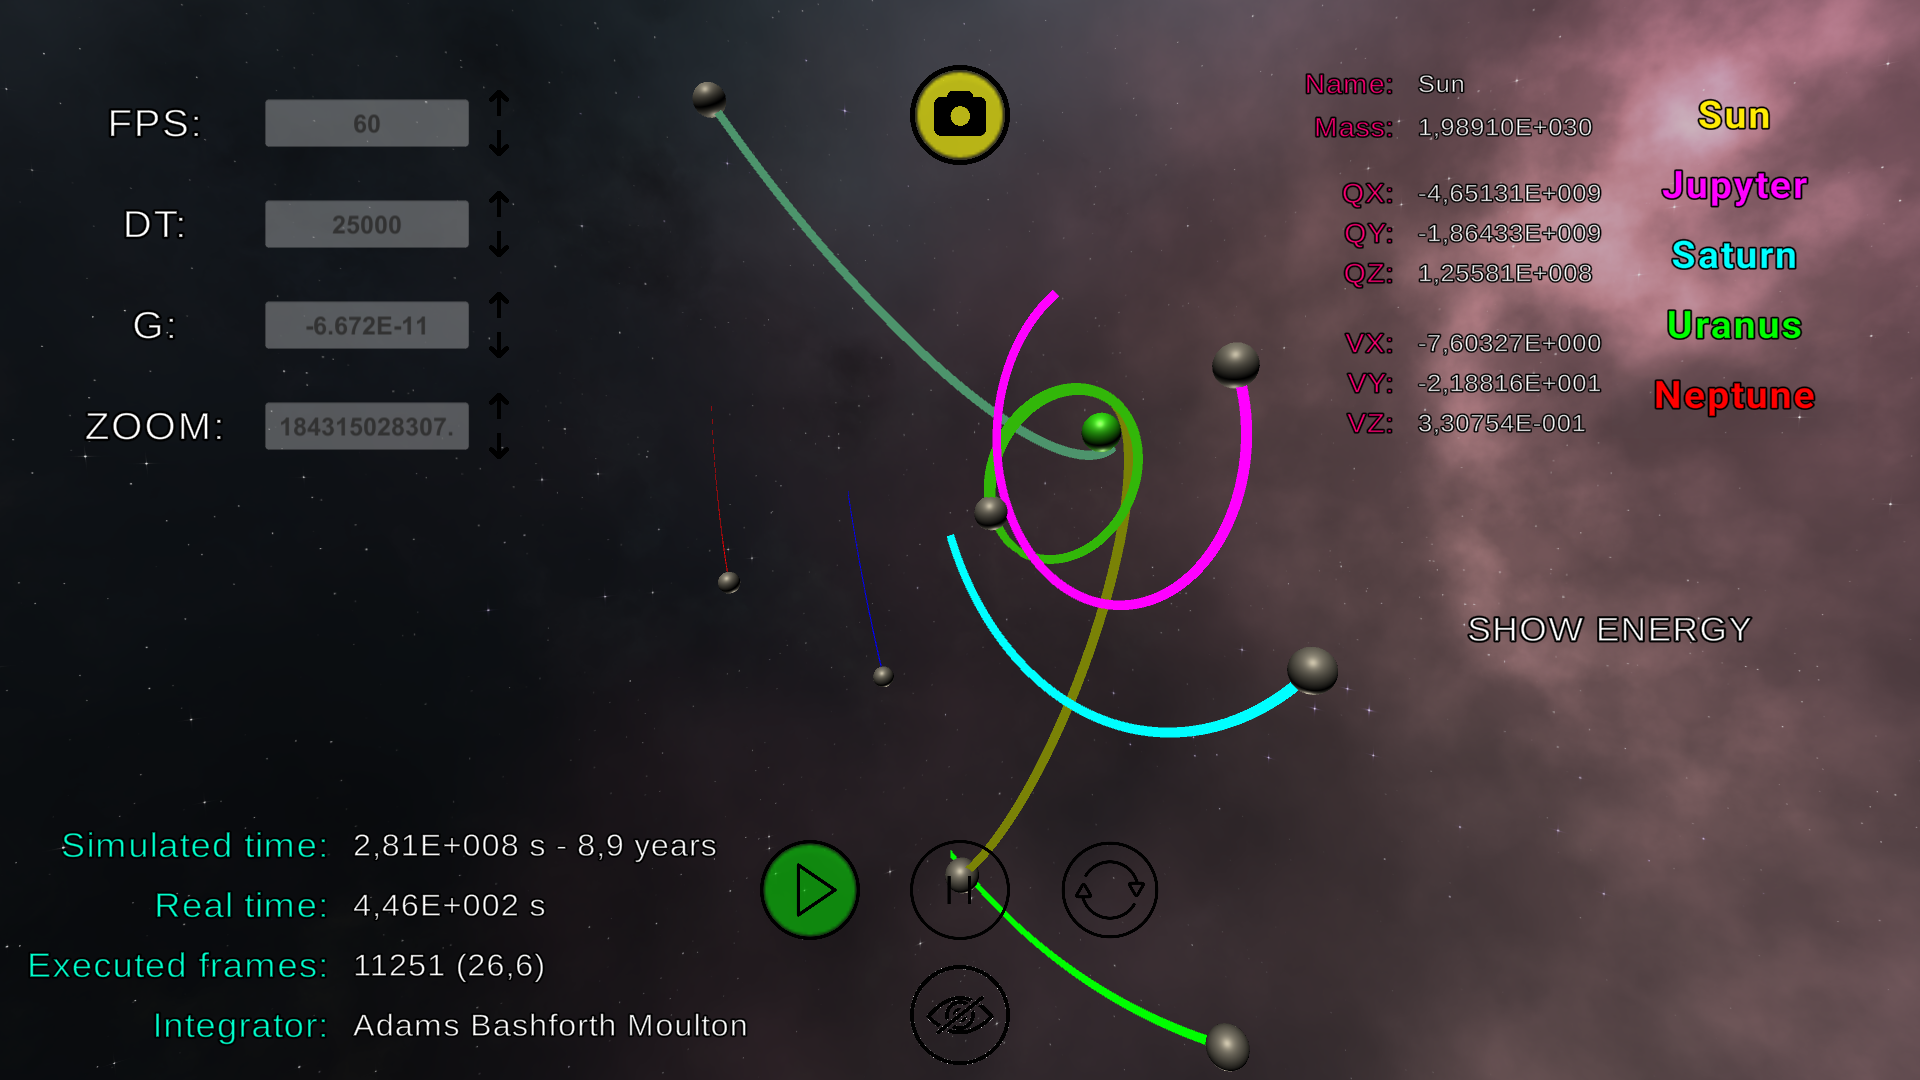 FPS: 60
DT: 25000
G: -6.672E-11
ZOOM: 184315028307.
Name: Sun
Mass: 1,98910E+030
QX: -4,65131E+009
QY: -1,86433E+009
QZ: 1,25581E+008
VX: -7,60327E+000
VY: -2,18816E+001
VZ: 3,30754E-001
Sun
Jupyter
Saturn
Uranus
Neptune
SHOW ENERGY
Simulated time: 2,81E+008 s - 8,9 years
Real time: 4,46E+002 s
Executed frames: 11251 (26,6)
Integrator: Adams Bashforth Moulton